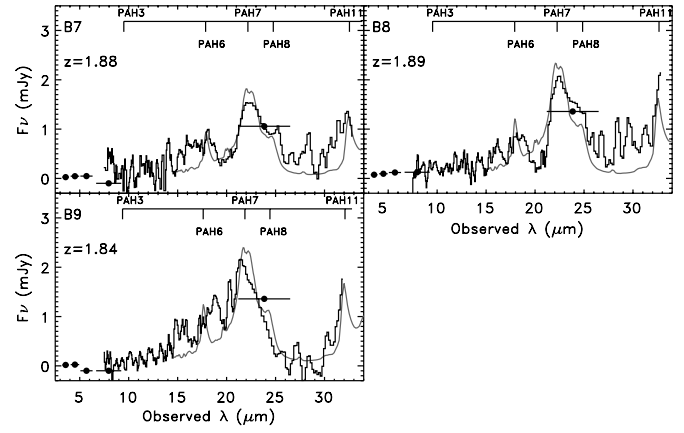 PAH3 PAH7 PAH11
B7
PAH6 PAH8
z=1.88
Fν (mJy)
3
2
1
0
PAH3 PAH7 PAH11
B8
PAH6 PAH8
z=1.89
5 10 15 20 25 30
Observed λ (μm)
PAH3 PAH7 PAH11
B9
PAH6 PAH8
z=1.84
Fν (mJy)
3
2
1
0
5 10 15 20 25 30
Observed λ (μm)